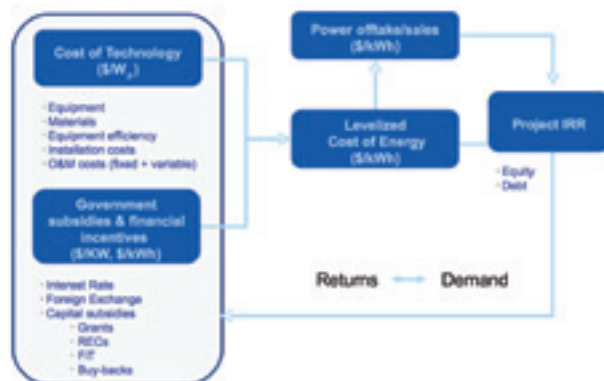 Cost of Technology
($/Wp)
· Equipment
· Materials
· Equipment efficiency
· Installation costs
· O&M costs (fixed + variable)
Government
subsidies & financial
incentives
($/KW, $/kWh)
· Interest Rate
· Foreign Exchange
· Capital subsidies
· Grants
· RECs
· FiT
· Buy-backs
Power offtake/sales
($/kWh)
Levelized
Cost of Energy
($/kWh)
Project IRR
· Equity
· Debt
Returns Demand